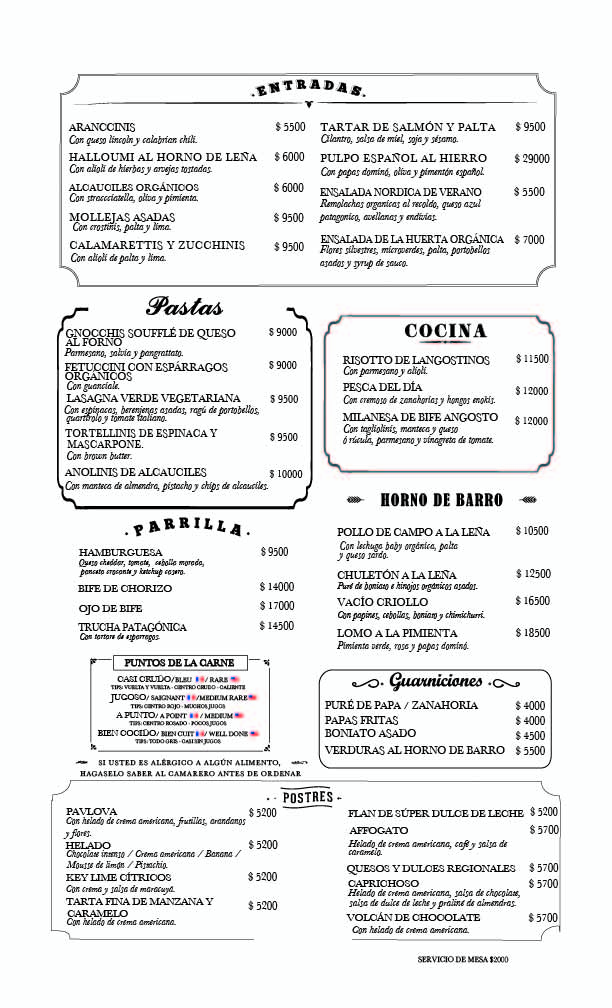 .ENTRADAS.
ARANCCINIS $ 5500
Con queso lincoln y calabrian chili.
HALLOUMI AL HORNO DE LEÑA $ 6000
Con alioli de hierbas y arvejas tostadas.
ALCAUCILES ORGÁNICOS $ 6000
Con stracciatella, oliva y pimienta.
MOLLEJAS ASADAS $ 9500
Con crostinis, palta y lima.
CALAMARETTIS Y ZUCCHINIS $ 9500
Con alioli de palta y lima.
TARTAR DE SALMÓN Y PALTA $ 9500
Cilantro, salsa de miel, soja y sésamo.
PULPO ESPAÑOL AL HIERRO $ 29000
Con papas dominó, oliva y pimentón español.
ENSALADA NORDICA DE VERANO $ 5500
Remolachas organicas al recoldo, queso azul
patagonico, avellanas y endivias.
ENSALADA DE LA HUERTA ORGÁNICA $ 7000
Flores silvestres, microverdes, palta, portobellos
asados y syrup de sauco.
Pastas
GNOCCHIS SOUFFLÉ DE QUESO $ 9000
AL FORNO
Parmesano, salvia y pangrattato.
FETUCCINI CON ESPÁRRAGOS $ 9000
ORGANICOS
Con guanciale.
LASAGNA VERDE VEGETARIANA $ 9500
Con espinacas, berenjenas asadas, ragú de portobellos,
quartirolo y tomate italiano.
TORTELLINIS DE ESPINACA Y $ 9500
MASCARPONE.
Con brown butter.
ANOLINIS DE ALCAUCILES $ 10000
Con manteca de almendra, pistacho y chips de alcauciles.
COCINA
RISOTTO DE LANGOSTINOS $ 11500
Con parmesano y alioli.
PESCA DEL DÍA $ 12000
Con cremoso de zanahorias y hongos enokis.
MILANESA DE BIFE ANGOSTO $ 12000
Con tagliolinis, manteca y queso
ó rúcula, parmesano y vinagreta de tomate.
HORNO DE BARRO
POLLO DE CAMPO A LA LEÑA $ 10500
Con lechuga baby orgánica, palta
y queso sardo.
CHULETÓN A LA LEÑA $ 12500
Puré de boniato e hinojos orgánicos asados.
VACÍO CRIOLLO $ 16500
Con papines, cebollas, boniato y chimichurri.
LOMO A LA PIMIENTA $ 18500
Pimienta verde, rosa y papas dominó.
.PARRILLA.
HAMBURGUESA $ 9500
Queso cheddar, tomate, cebolla morada,
panceta crocante y ketchup casero.
BIFE DE CHORIZO $ 14000
OJO DE BIFE $ 17000
TRUCHA PATAGÓNICA $ 14500
Con tartare de esparragos.
PUNTOS DE LA CARNE
CASI CRUDO/BLEU / RARE
TIPS: VUELTA Y VUELTA - CENTRO CRUDO - CALIENTE
JUGOSO/ SAIGNANT /MEDIUM RARE
TIPS: CENTRO ROJO - MUCHOS JUGOS
A PUNTO/ A POINT / MEDIUM
TIPS: CENTRO ROSADO - POCOS JUGOS
BIEN COCIDO/ BIEN CUIT / WELL DONE
TIPS: TODO GRIS - CASI SIN JUGOS
SI USTED ES ALÉRGICO A ALGÚN ALIMENTO,
HAGASELO SABER AL CAMARERO ANTES DE ORDENAR
Guarniciones
PURÉ DE PAPA / ZANAHORIA $ 4000
PAPAS FRITAS $ 4000
BONIATO ASADO $ 4500
VERDURAS AL HORNO DE BARRO $ 5500
POSTRES
PAVLOVA $ 5200
Con helado de crema americana, frutillas, arandanos
y flores.
HELADO $ 5200
Chocolate intenso / Crema americana / Banana /
Mousse de limón / Pistachio.
KEY LIME CÍTRICOS $ 5200
Con crema y salsa de maracuya.
TARTA FINA DE MANZANA Y $ 5200
CARAMELO
Con helado de crema americana.
FLAN DE SÚPER DULCE DE LECHE $ 5200
AFFOGATO $ 5700
Helado de crema americana, café y salsa de
caramelo.
QUESOS Y DULCES REGIONALES $ 5700
CAPRICHOSO $ 5700
Helado de crema americana, salsa de chocolate,
salsa de dulce de leche y praliné de almendras.
VOLCÁN DE CHOCOLATE $ 5700
Con helado de crema americana.
SERVICIO DE MESA $2000